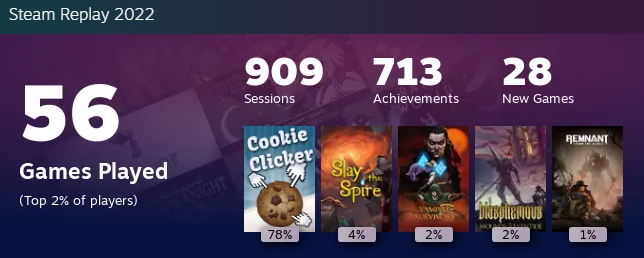 Steam Replay 2022
56
Games Played
(Top 2% of players)
909
Sessions
713
Achievements
28
New Games
Cookie
Clicker
78%
Slay the
Spire
4%
VAMPIRE
SURVIVORS
2%
blasphemous
2%
REMNANT
1%